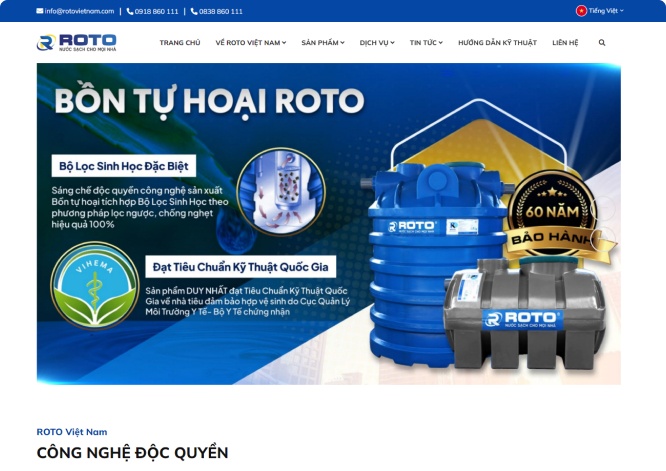 info@rotovietnam.com | 0918 860 111 | 0838 860 111
Tiếng Việt
ROTO
NƯỚC SẠCH CHO MỌI NHÀ
TRANG CHỦ VỀ ROTO VIỆT NAM SẢN PHẨM DỊCH VỤ TIN TỨC HƯỚNG DẪN KỸ THUẬT LIÊN HỆ
BỒN TỰ HOẠI ROTO
Bộ Lọc Sinh Học Đặc Biệt
Sáng chế độc quyền công nghệ sản xuất
Bồn tự hoại tích hợp Bộ Lọc Sinh Học theo
phương pháp lọc ngược, chống nghẹt
hiệu quả 100%
VIHEMA
Đạt Tiêu Chuẩn Kỹ Thuật Quốc Gia
Sản phẩm DUY NHẤT đạt Tiêu Chuẩn Kỹ Thuật Quốc
Gia về nhà tiêu đảm bảo hợp vệ sinh do Cục Quản Lý
Môi Trường Y Tế- Bộ Y Tế chứng nhận
ROTO
60 NĂM
BẢO HÀNH
ROTO
NƯỚC SẠCH CHO MỌI NHÀ
ROTO Việt Nam
CÔNG NGHỆ ĐỘC QUYỀN